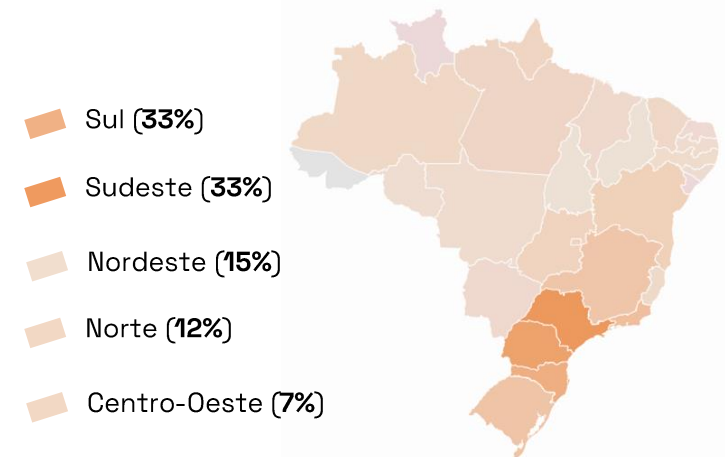 Sul (33%)
Sudeste (33%)
Nordeste (15%)
Norte (12%)
Centro-Oeste (7%)